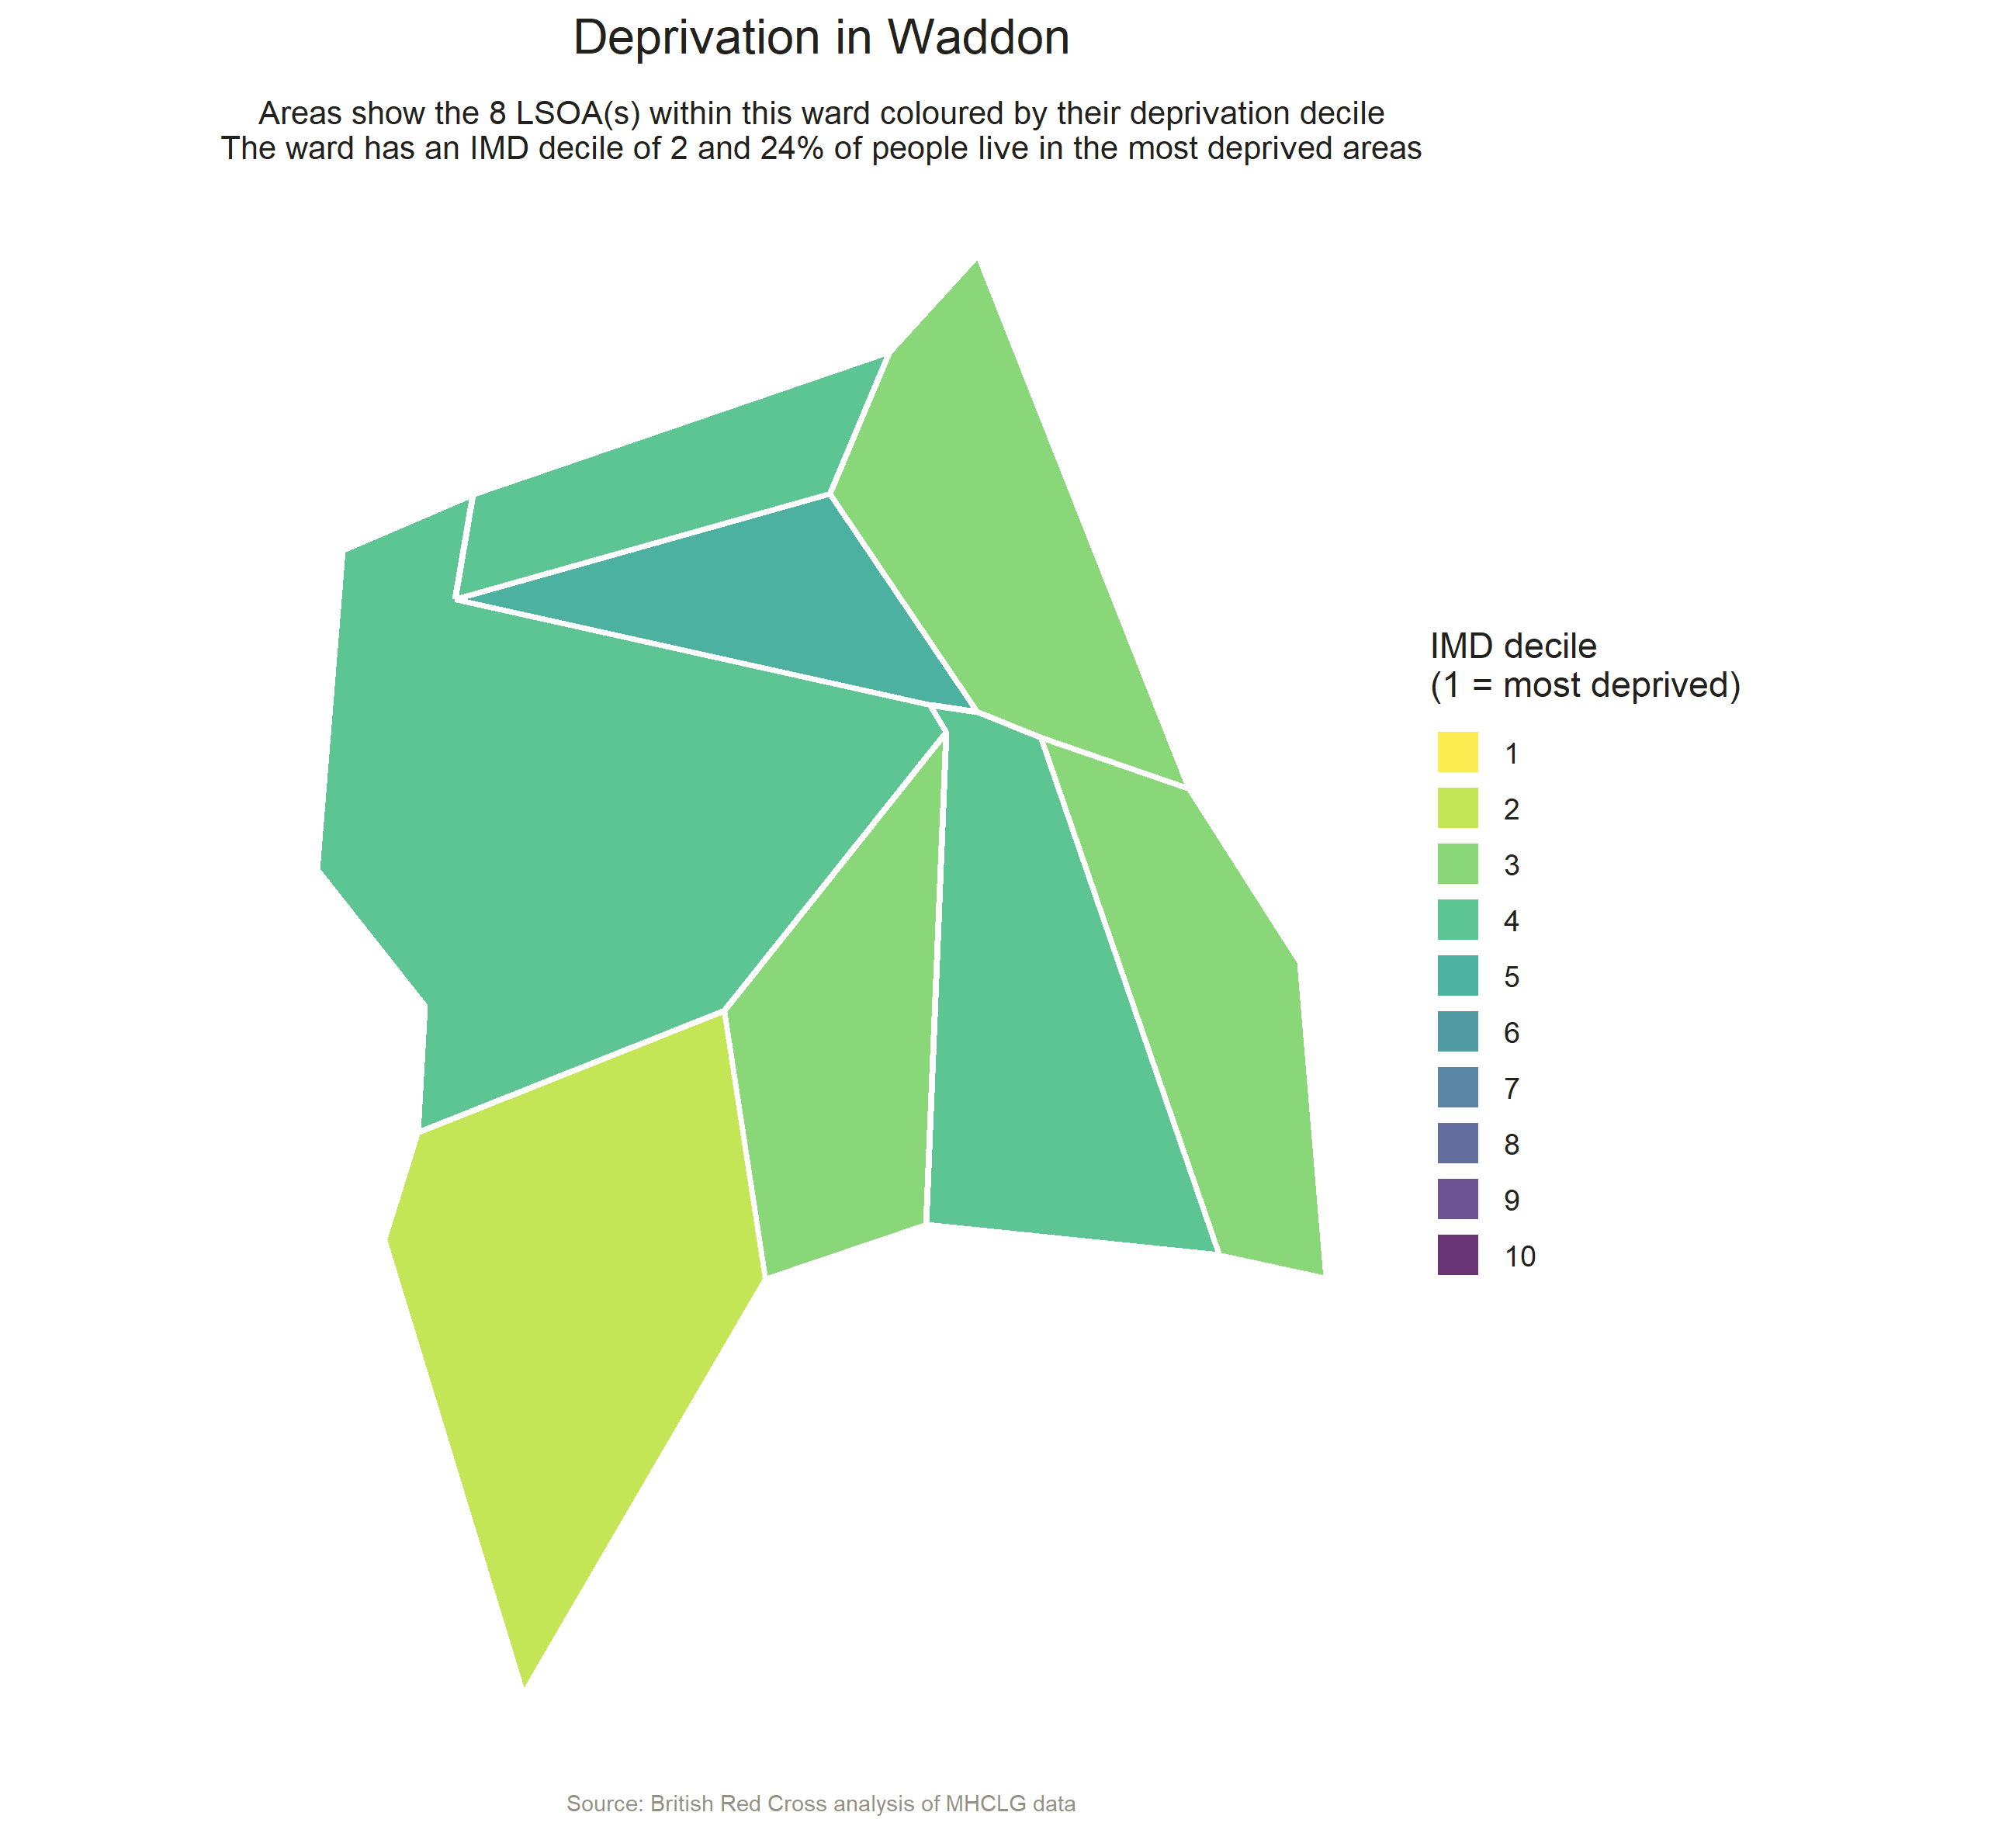 Deprivation in Waddon
Areas show the 8 LSOA(s) within this ward coloured by their deprivation decile
The ward has an IMD decile of 2 and 24% of people live in the most deprived areas
IMD decile
(1 = most deprived)
1
2
3
4
5
6
7
8
9
10
Source: British Red Cross analysis of MHCLG data